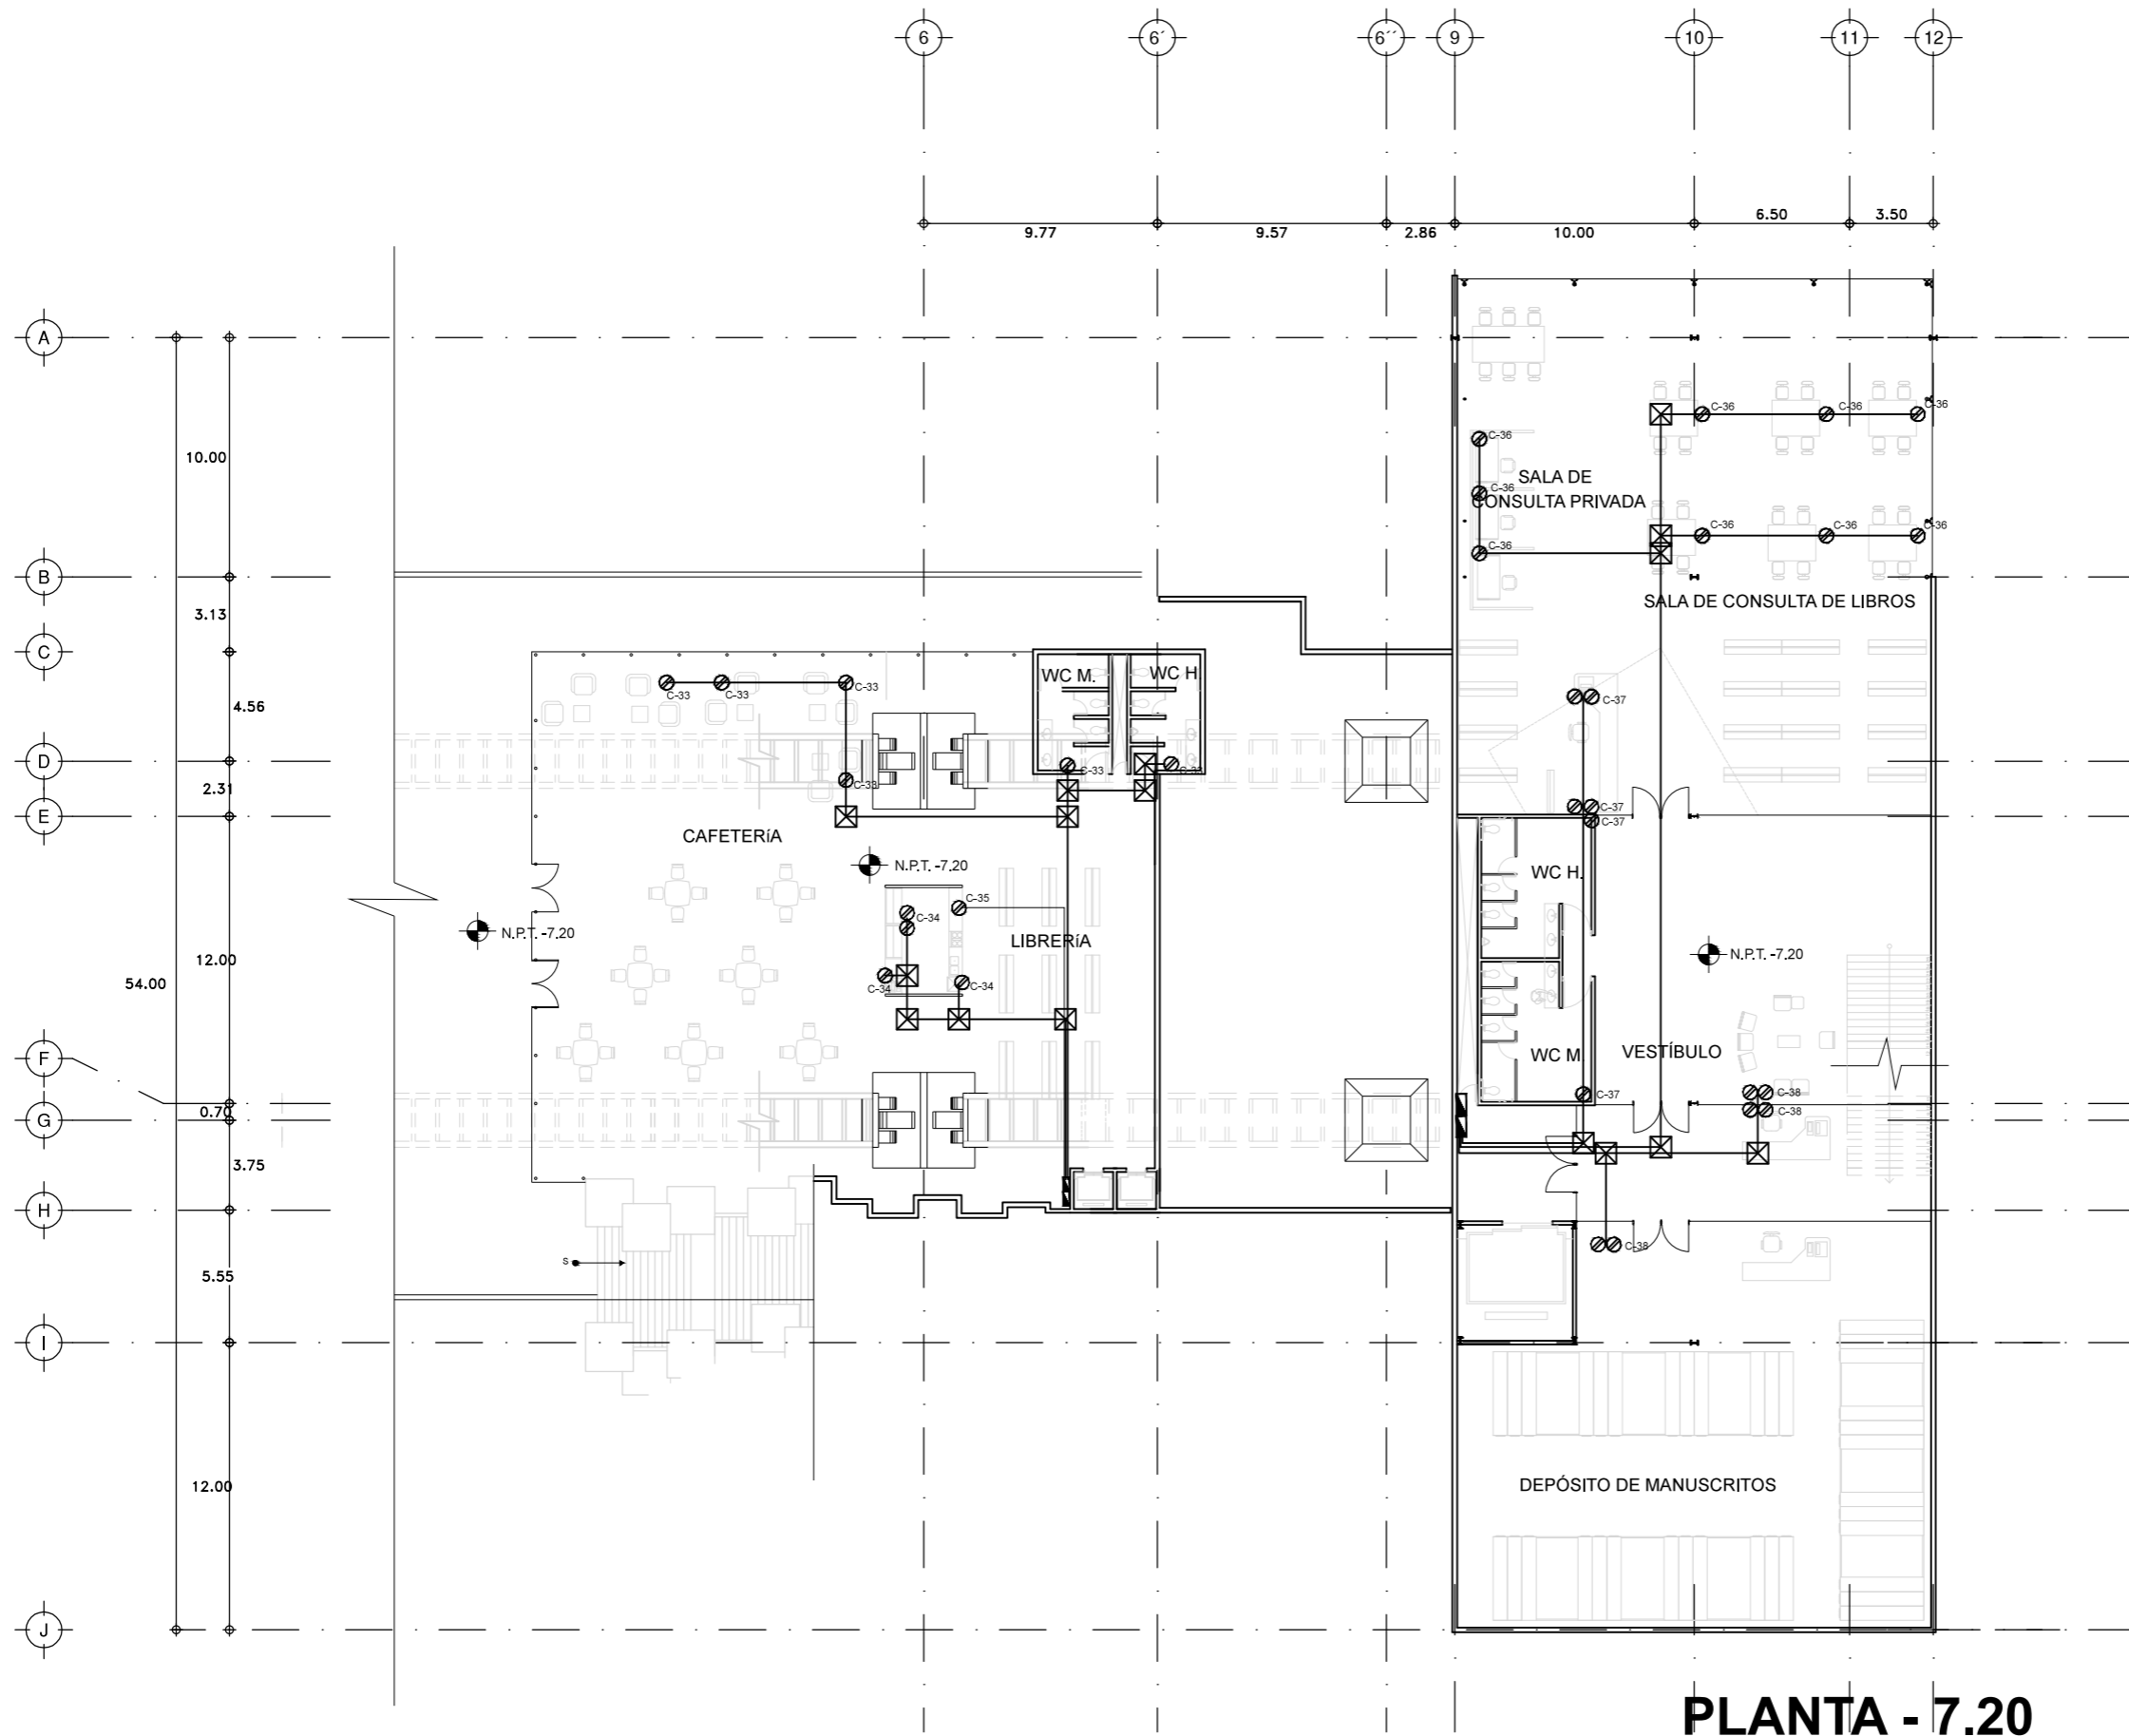 6 6´ 6´´ 9 10 11 12
6.50 3.50
9.77 9.57 2.86 10.00
A
C-36 C-36 C-36
C-36
10.00
SALA DE
C-36
CONSULTA PRIVADA
C-36 C-36 C-36
C-36
B
SALA DE CONSULTA DE LIBROS
3.13
C
WC M. WC H.
C-33 C-33 C-33
C-37
4.56
D
C-33 C-33
C-33
2.31
C-37
E
C-37
CAFETERíA
N.P.T. -7.20
WC H.
C-35
C-34
N.P.T. -7.20
LIBRERíA
N.P.T. -7.20
12.00
54.00
C-34 C-34
F
WC M.
VESTÍBULO
C-37
C-38
0.70
C-38
G
3.75
H
C-38
S
5.55
I
12.00
DEPÓSITO DE MANUSCRITOS
J
PLANTA - 7.20